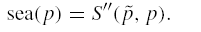 sea(p) = S″(p̃, p).